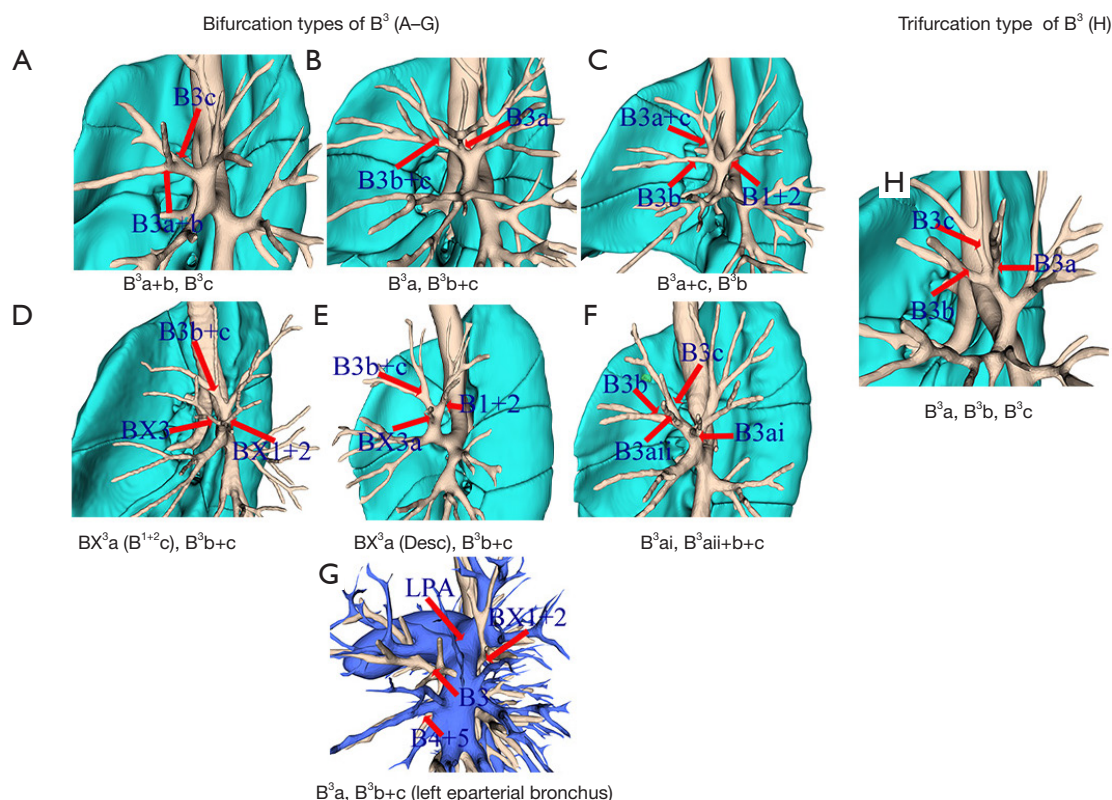 Bifurcation types of B³ (A–G)
Trifurcation type of B³ (H)
A
B3c
B3a+b
B³a+b, B³c
B
B3a
B3b+c
B³a, B³b+c
C
B3a+c
B3b
B1+2
B³a+c, B³b
H
B3c
B3a
B3b
B³a, B³b, B³c
D
B3b+c
BX3
BX1+2
BX³a (B¹⁺²c), B³b+c
E
B3b+c
B1+2
BX3a
BX³a (Desc), B³b+c
F
B3c
B3b
B3aii
B3ai
B³ai, B³aii+b+c
G
LPA
BX1+2
B3
B4+5
B³a, B³b+c (left eparterial bronchus)